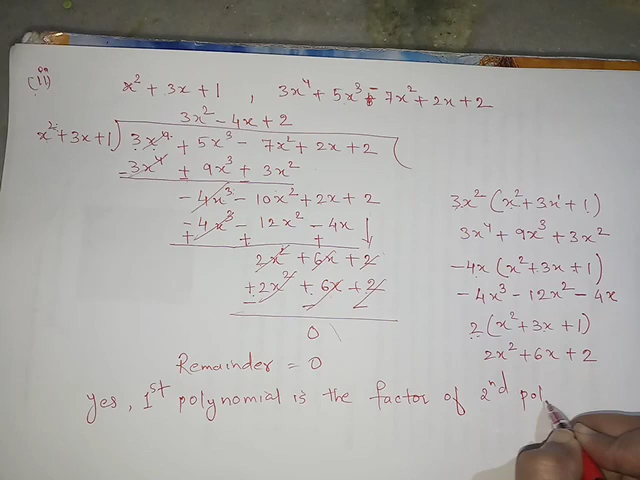 (ii)
x² + 3x + 1 , 3x⁴ + 5x³ - 7x² + 2x + 2
3x² - 4x + 2
x² + 3x + 1 ) 3x⁴ + 5x³ - 7x² + 2x + 2
- 3x⁴ + 9x³ + 3x²
- 4x³ - 10x² + 2x + 2
- 4x³ - 12x² - 4x ↓
+ + +
2x² + 6x + 2
+ 2x² + 6x + 2
- - -
0
3x² (x² + 3x + 1)
3x⁴ + 9x³ + 3x²
- 4x (x² + 3x + 1)
- 4x³ - 12x² - 4x
2 (x² + 3x + 1)
2x² + 6x + 2
Remainder = 0
Yes, 1st polynomial is the factor of 2nd pol